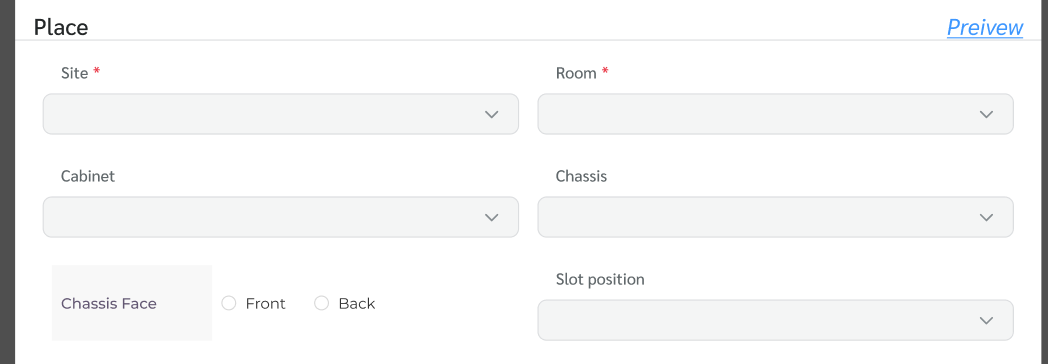 Place
Preivew
Site *
Room *
Cabinet
Chassis
Chassis Face
Front
Back
Slot position